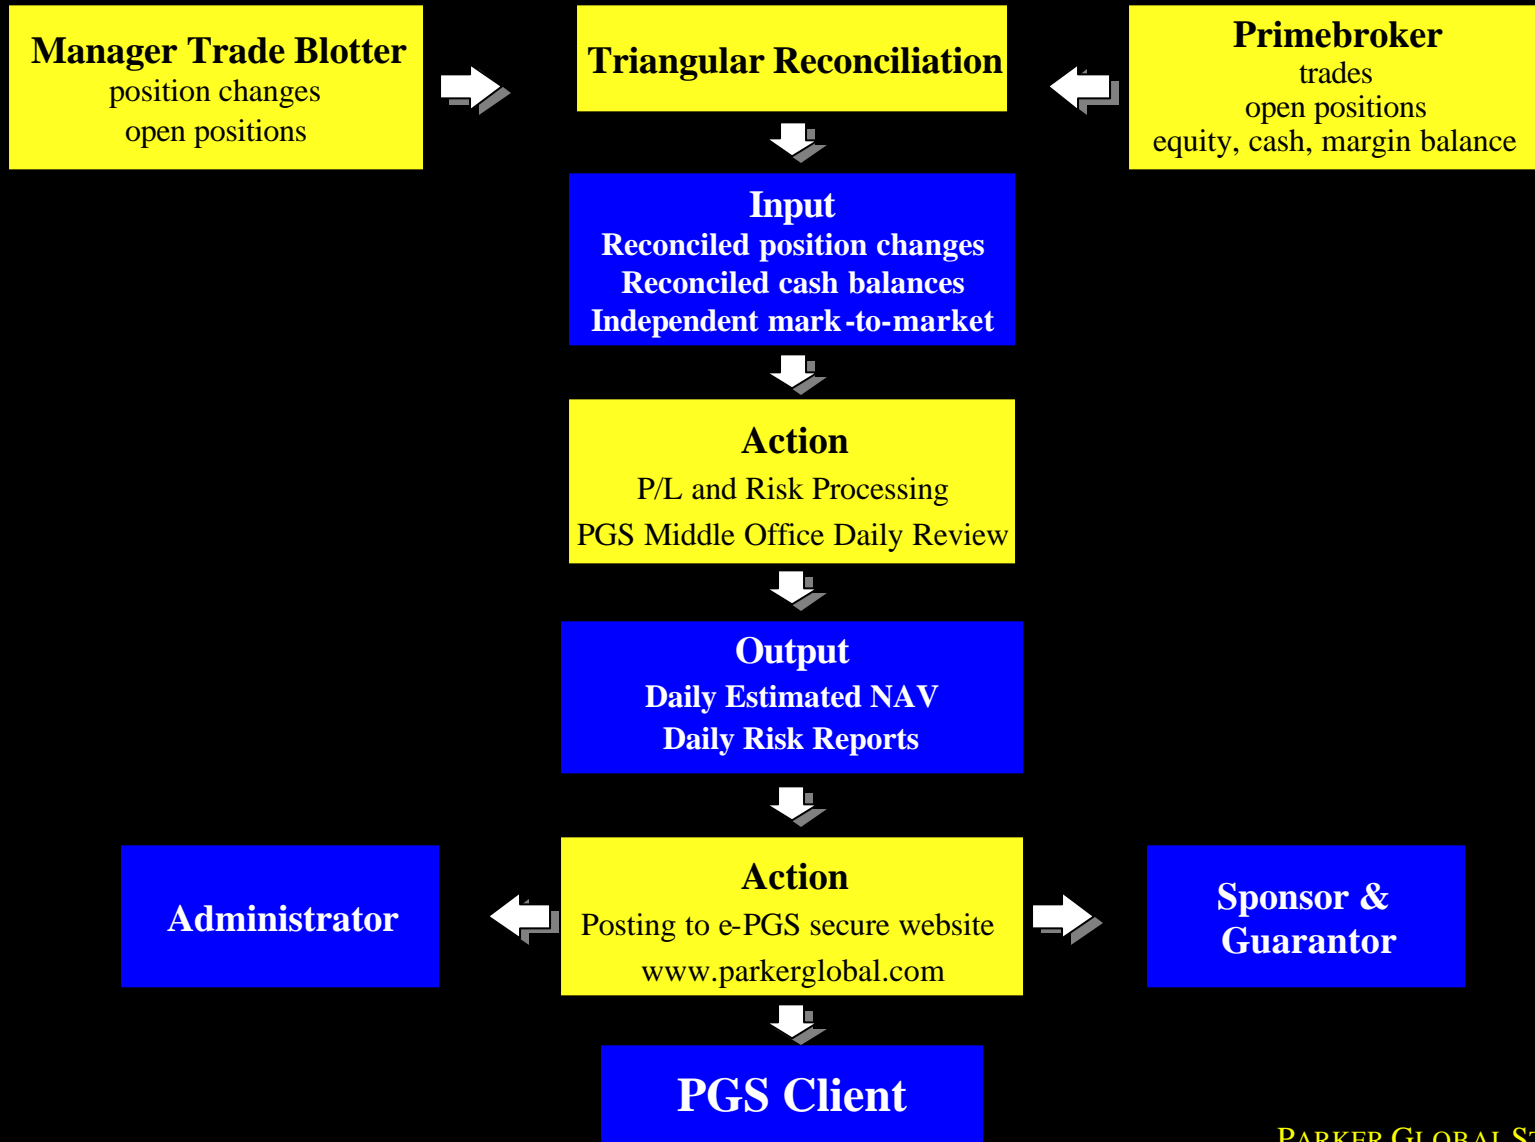 Manager Trade Blotter
position changes
open positions
Triangular Reconciliation
Primebroker
trades
open positions
equity, cash, margin balance
Input
Reconciled position changes
Reconciled cash balances
Independent mark-to-market
Action
P/L and Risk Processing
PGS Middle Office Daily Review
Output
Daily Estimated NAV
Daily Risk Reports
Administrator
Action
Posting to e-PGS secure website
www.parkerglobal.com
Sponsor &
Guarantor
PGS Client
PARKER GLOBAL